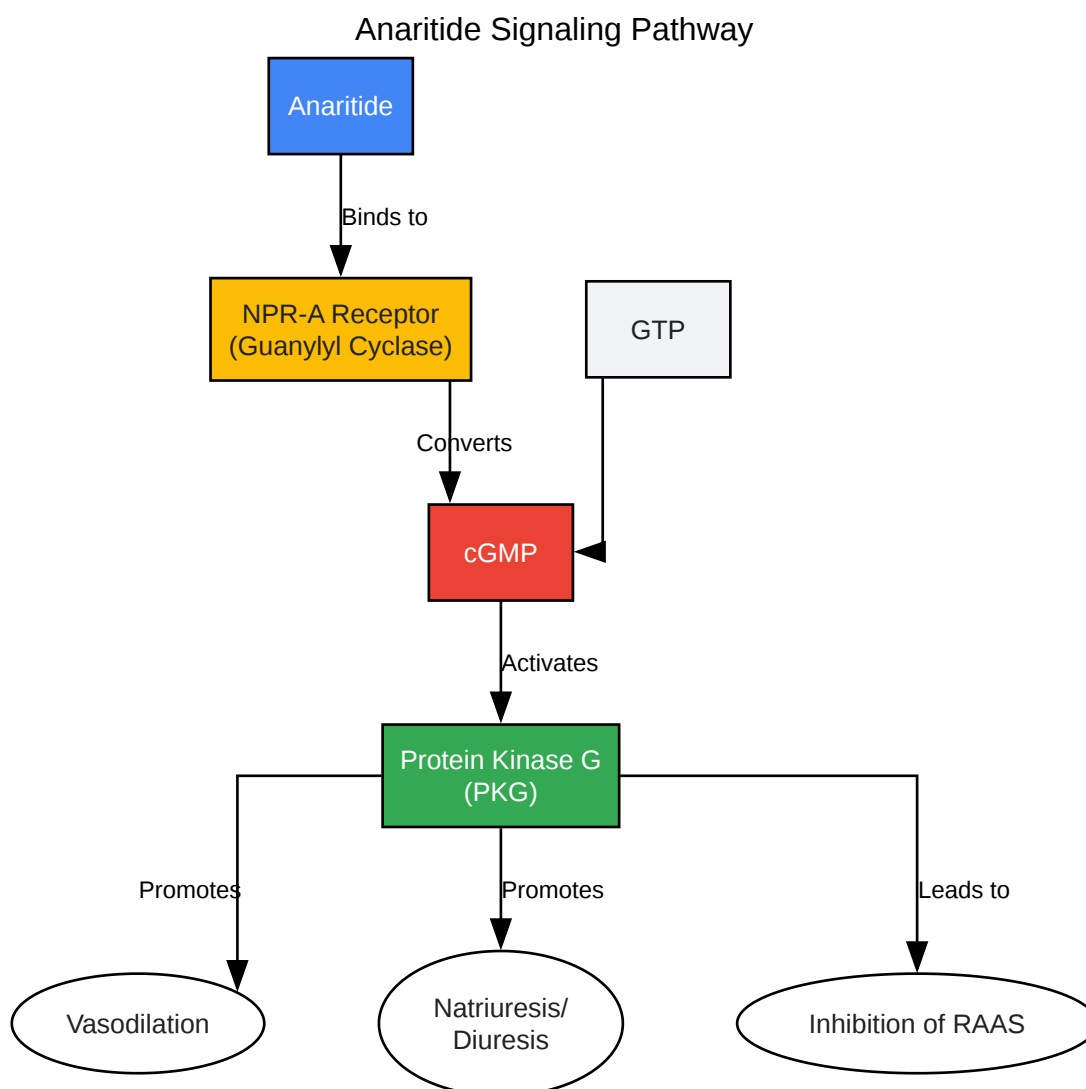 Anaritide Signaling Pathway
Anaritide
Binds to
NPR-A Receptor
(Guanylyl Cyclase)
GTP
Converts
cGMP
Activates
Protein Kinase G
(PKG)
Promotes
Promotes
Leads to
Vasodilation
Natriuresis/
Diuresis
Inhibition of RAAS